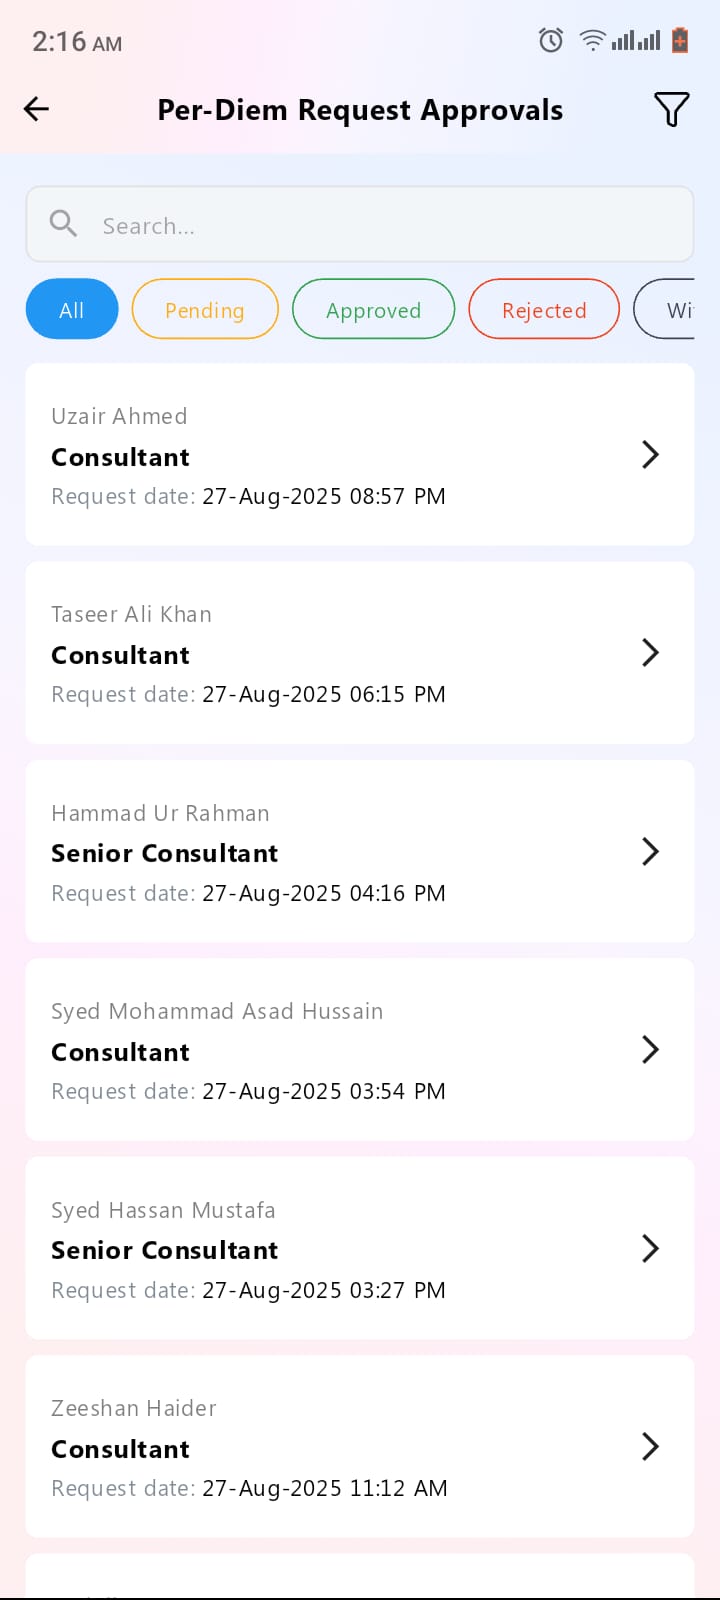 2:16 AM
Per-Diem Request Approvals
Search...
All
Pending
Approved
Rejected
Uzair Ahmed
Consultant
Request date: 27-Aug-2025 08:57 PM
Taseer Ali Khan
Consultant
Request date: 27-Aug-2025 06:15 PM
Hammad Ur Rahman
Senior Consultant
Request date: 27-Aug-2025 04:16 PM
Syed Mohammad Asad Hussain
Consultant
Request date: 27-Aug-2025 03:54 PM
Syed Hassan Mustafa
Senior Consultant
Request date: 27-Aug-2025 03:27 PM
Zeeshan Haider
Consultant
Request date: 27-Aug-2025 11:12 AM